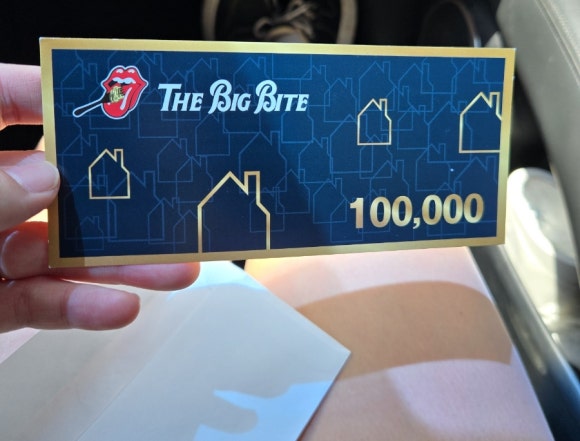 THE BIG BITE
100,000